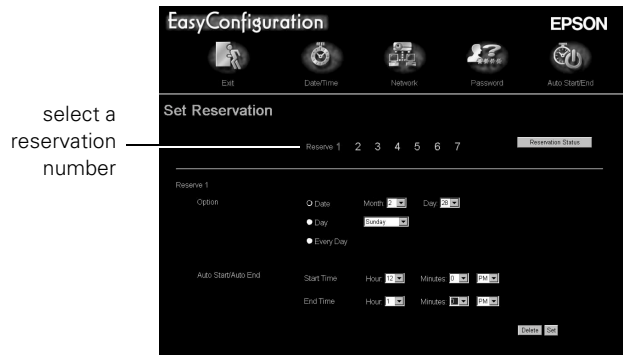 EasyConfiguration
EPSON
Exit Date/Time Network Password Auto Start/End
Set Reservation
select a
reservation
number
Reserve 1 2 3 4 5 6 7
Reservation Status
Reserve 1
Option Date Month: 2 Day: 28
Day Sunday
Every Day
Auto Start/Auto End Start Time Hour: 12 Minutes: 0 PM
End Time Hour: 1 Minutes: PM
Delete Set